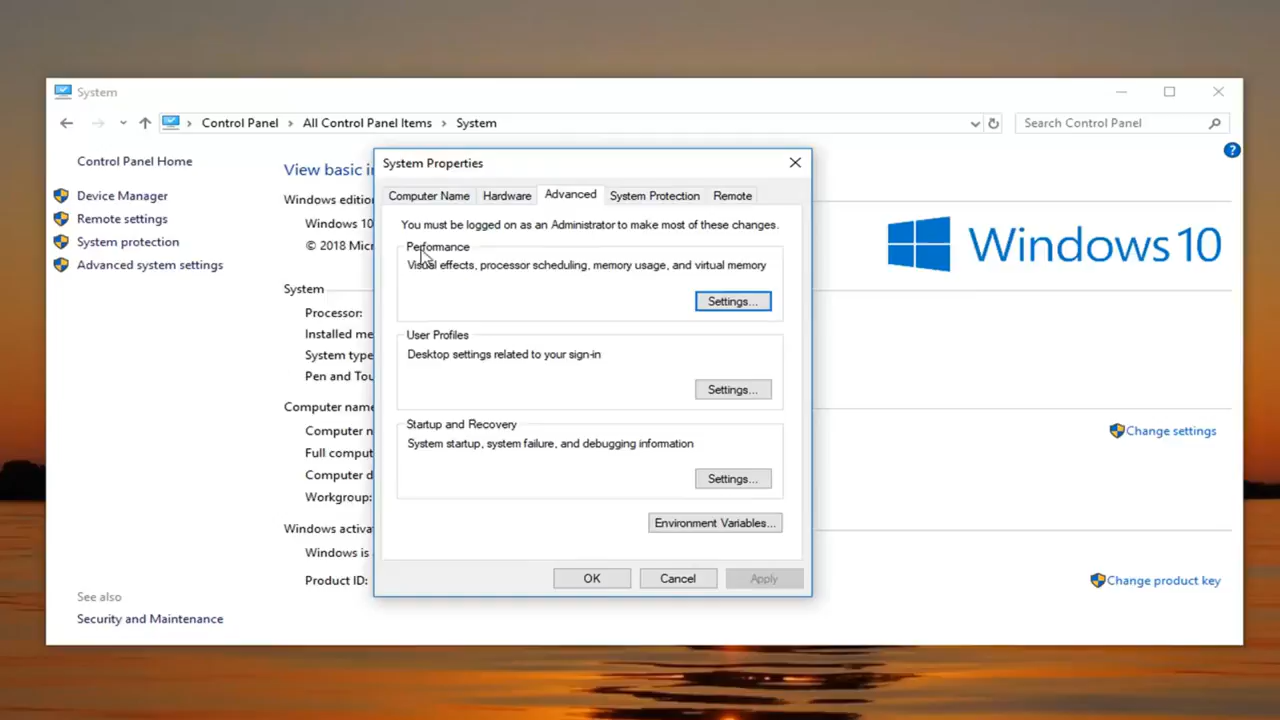 System
Control Panel > All Control Panel Items > System
Search Control Panel
Control Panel Home
Device Manager
Remote settings
System protection
Advanced system settings
See also
Security and Maintenance
View basic i
Windows edition
Windows 10
© 2018 Micr
System
Processor:
Installed me
System type
Pen and Tou
Computer name
Computer n
Full comput
Computer d
Workgroup:
Windows activa
Windows is
Product ID:
System Properties
Computer Name
Hardware
Advanced
System Protection
Remote
You must be logged on as an Administrator to make most of these changes.
Performance
Visual effects, processor scheduling, memory usage, and virtual memory
Settings...
User Profiles
Desktop settings related to your sign-in
Settings...
Startup and Recovery
System startup, system failure, and debugging information
Settings...
Environment Variables...
OK
Cancel
Apply
?
Windows 10
Change settings
Change product key